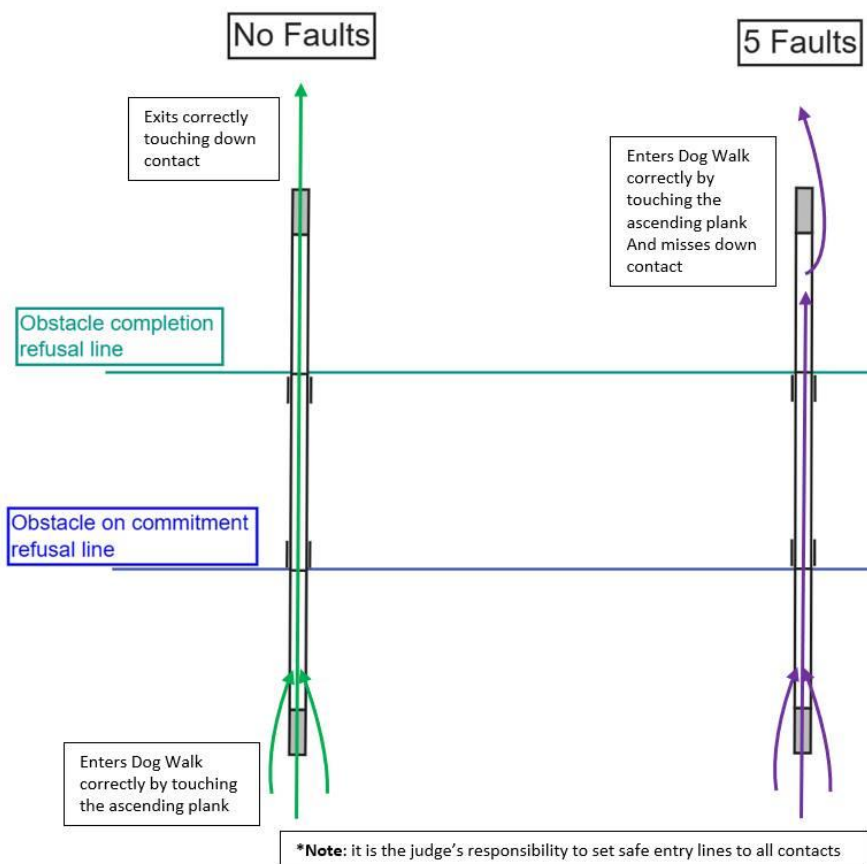 No Faults
5 Faults
Exits correctly
touching down
contact
Enters Dog Walk
correctly by
touching the
ascending plank
And misses down
contact
Obstacle completion
refusal line
Obstacle on commitment
refusal line
Enters Dog Walk
correctly by touching
the ascending plank
*Note: it is the judge's responsibility to set safe entry lines to all contacts